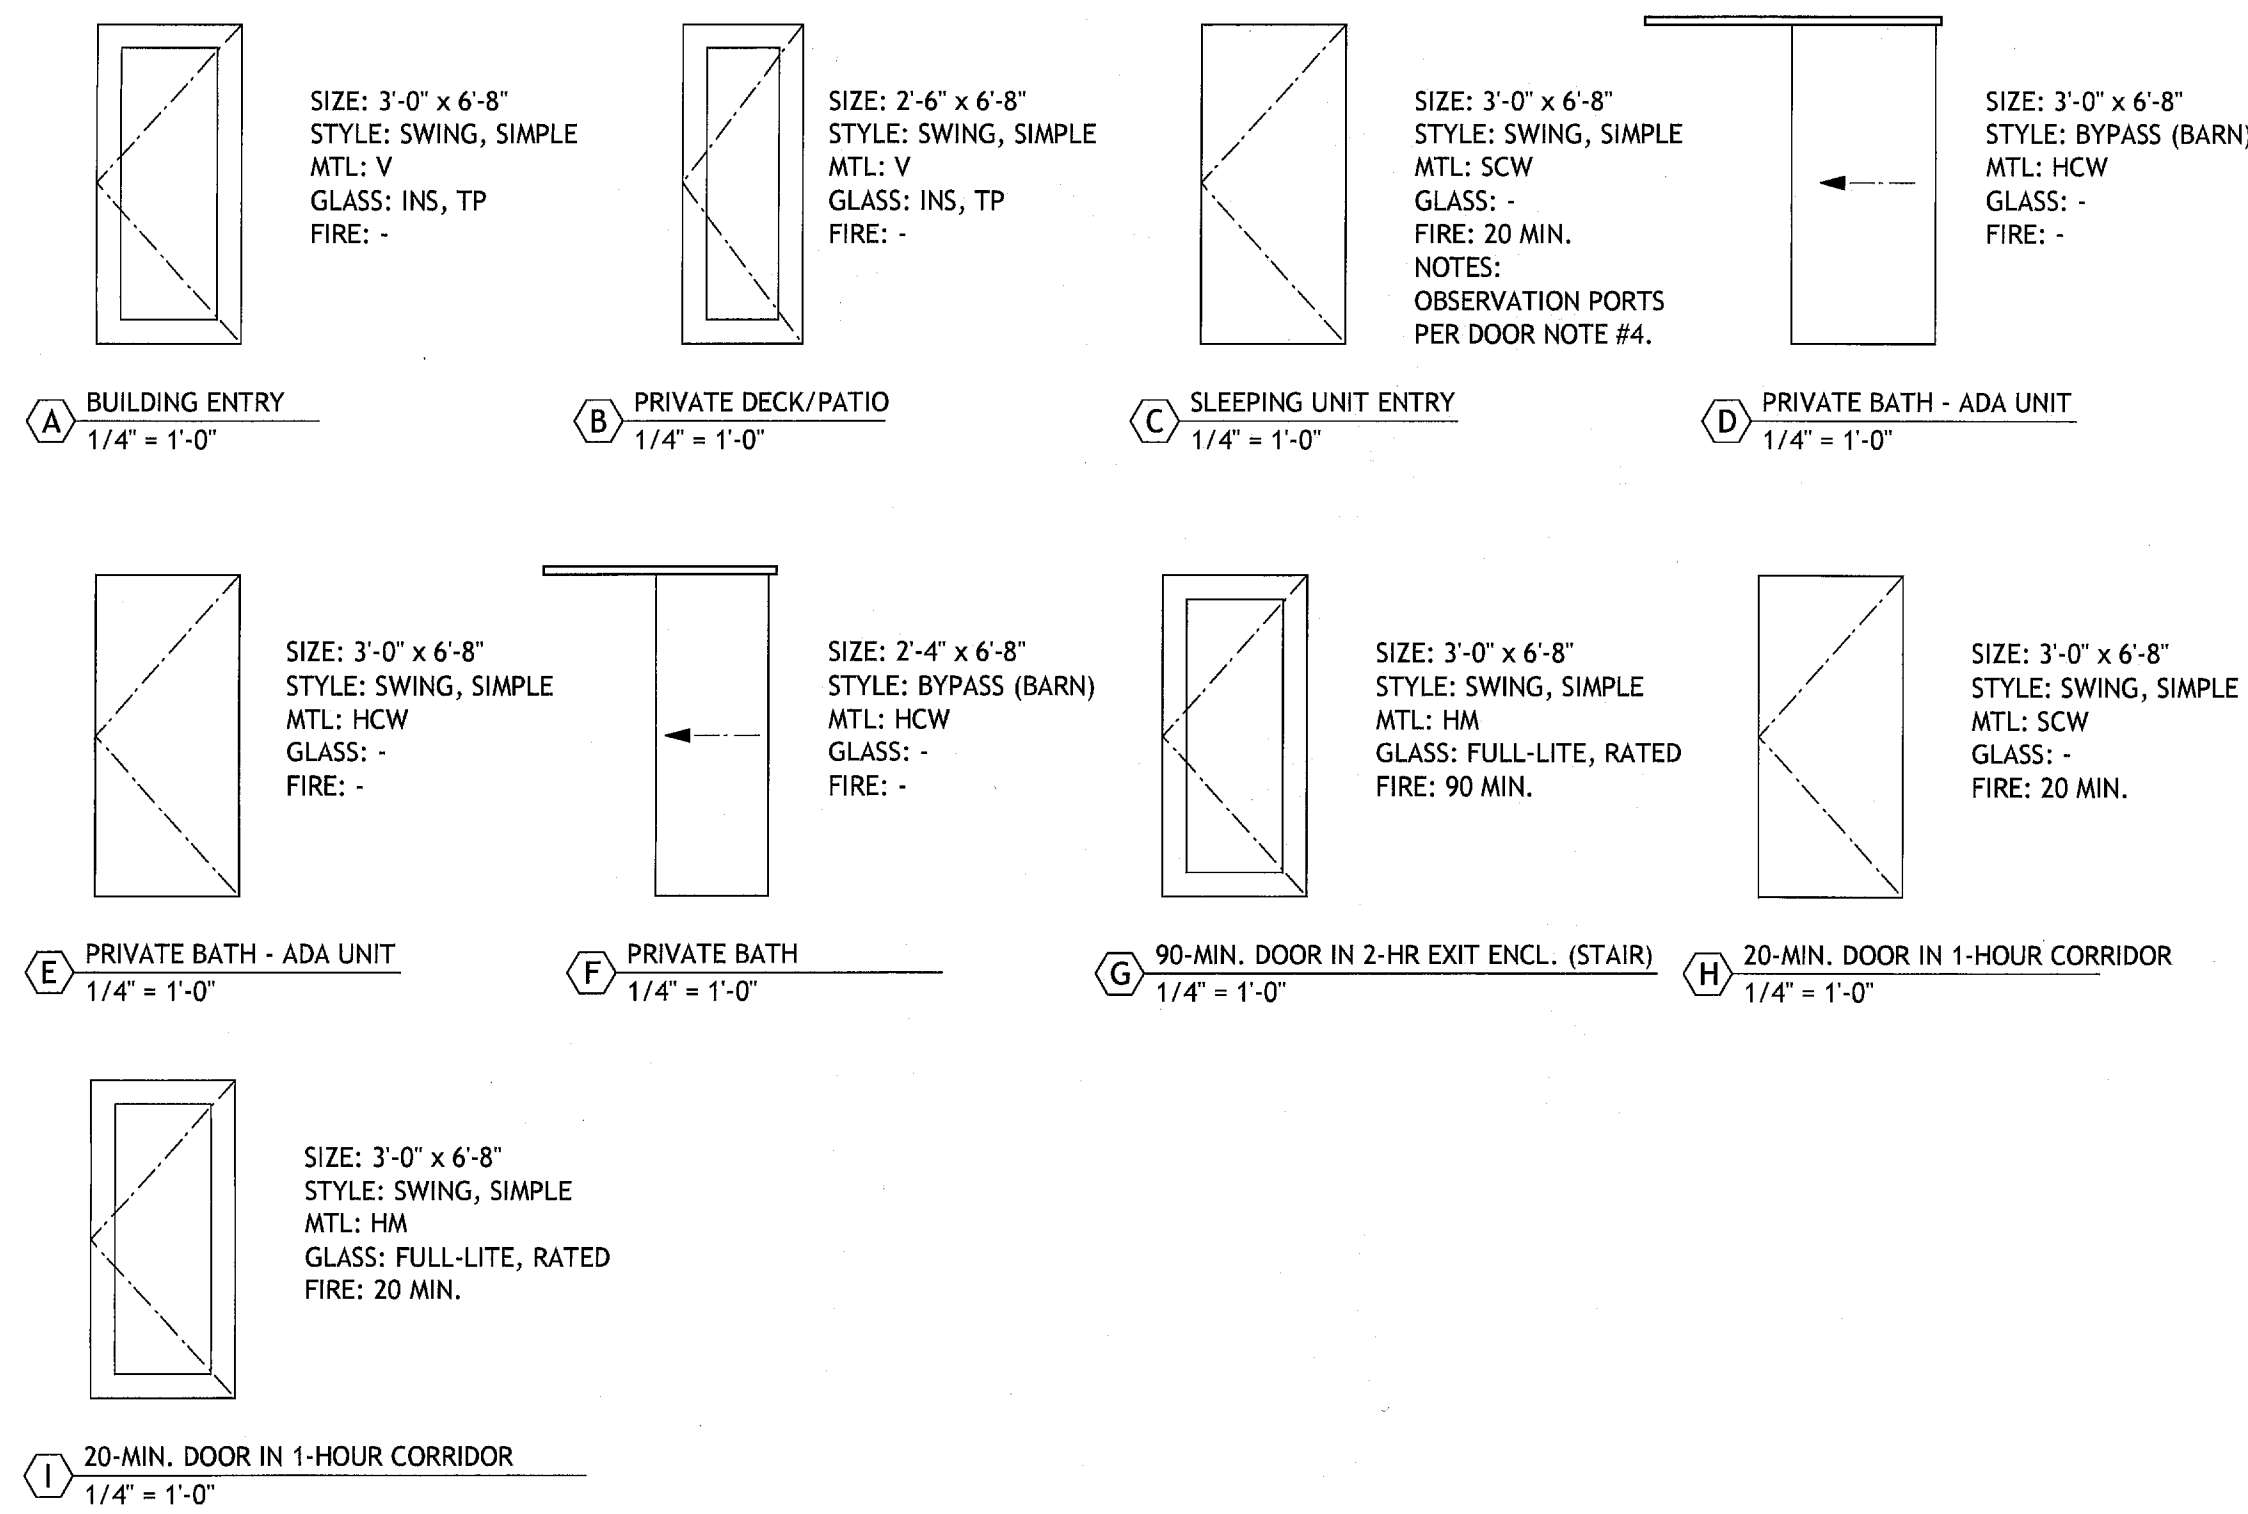 SIZE: 3'-0" x 6'-8"
STYLE: SWING, SIMPLE
MTL: V
GLASS: INS, TP
FIRE: -
A
BUILDING ENTRY
1/4" = 1'-0"
SIZE: 2'-6" x 6'-8"
STYLE: SWING, SIMPLE
MTL: V
GLASS: INS, TP
FIRE: -
B
PRIVATE DECK/PATIO
1/4" = 1'-0"
SIZE: 3'-0" x 6'-8"
STYLE: SWING, SIMPLE
MTL: SCW
GLASS: -
FIRE: 20 MIN.
NOTES:
OBSERVATION PORTS
PER DOOR NOTE #4.
C
SLEEPING UNIT ENTRY
1/4" = 1'-0"
SIZE: 3'-0" x 6'-8"
STYLE: BYPASS (BARN)
MTL: HCW
GLASS: -
FIRE: -
D
PRIVATE BATH - ADA UNIT
1/4" = 1'-0"
SIZE: 3'-0" x 6'-8"
STYLE: SWING, SIMPLE
MTL: HCW
GLASS: -
FIRE: -
E
PRIVATE BATH - ADA UNIT
1/4" = 1'-0"
SIZE: 2'-4" x 6'-8"
STYLE: BYPASS (BARN)
MTL: HCW
GLASS: -
FIRE: -
F
PRIVATE BATH
1/4" = 1'-0"
SIZE: 3'-0" x 6'-8"
STYLE: SWING, SIMPLE
MTL: HM
GLASS: FULL-LITE, RATED
FIRE: 90 MIN.
G
90-MIN. DOOR IN 2-HR EXIT ENCL. (STAIR)
1/4" = 1'-0"
SIZE: 3'-0" x 6'-8"
STYLE: SWING, SIMPLE
MTL: SCW
GLASS: -
FIRE: 20 MIN.
H
20-MIN. DOOR IN 1-HOUR CORRIDOR
1/4" = 1'-0"
SIZE: 3'-0" x 6'-8"
STYLE: SWING, SIMPLE
MTL: HM
GLASS: FULL-LITE, RATED
FIRE: 20 MIN.
I
20-MIN. DOOR IN 1-HOUR CORRIDOR
1/4" = 1'-0"